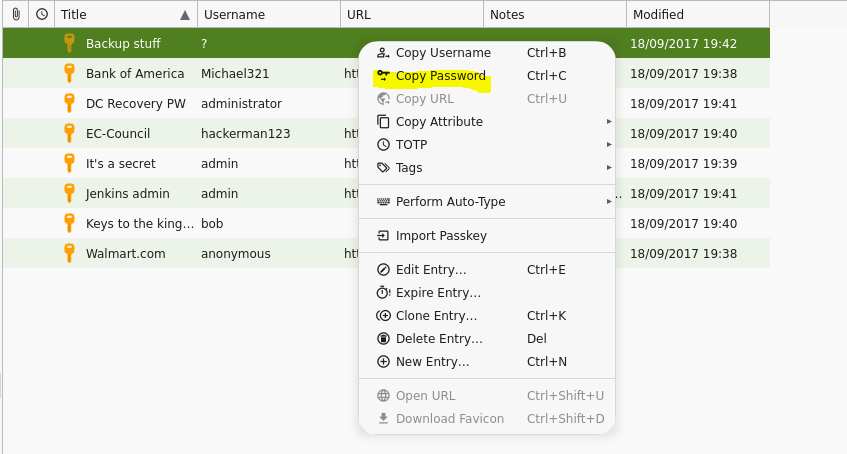 Title Username URL Notes Modified
Backup stuff ? 18/09/2017 19:42
Bank of America Michael321 htt 18/09/2017 19:38
DC Recovery PW administrator 18/09/2017 19:41
EC-Council hackerman123 htt 18/09/2017 19:40
It's a secret admin htt 18/09/2017 19:39
Jenkins admin admin htt ... 18/09/2017 19:41
Keys to the king... bob 18/09/2017 19:40
Walmart.com anonymous htt 18/09/2017 19:38
Copy Username Ctrl+B
Copy Password Ctrl+C
Copy URL Ctrl+U
Copy Attribute
TOTP
Tags
Perform Auto-Type
Import Passkey
Edit Entry... Ctrl+E
Expire Entry...
Clone Entry... Ctrl+K
Delete Entry... Del
New Entry... Ctrl+N
Open URL Ctrl+Shift+U
Download Favicon Ctrl+Shift+D